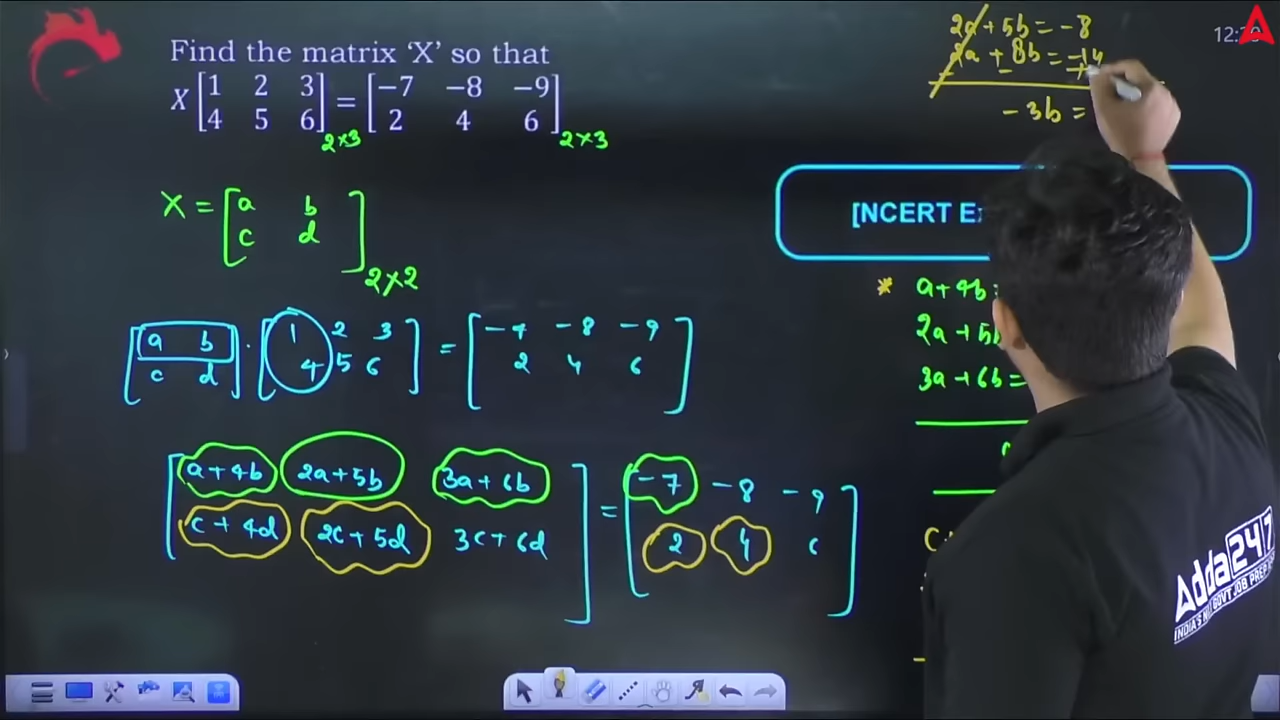 Find the matrix 'X' so that
X [1 2 3
4 5 6]2×3 = [-7 -8 -9
2 4 6]2×3
2a + 5b = -8
2a + 8b = -14
-3b =
X = [a b
c d]2×2
[NCERT
* a + 4b =
2a + 5b
3a + 6b =
[a b
c d] · [1 2 3
4 5 6] = [-7 -8 -9
2 4 6]
[a + 4b 2a + 5b 3a + 6b
c + 4d 2c + 5d 3c + 6d] = [-7 -8 -9
2 4 6]
Adda247